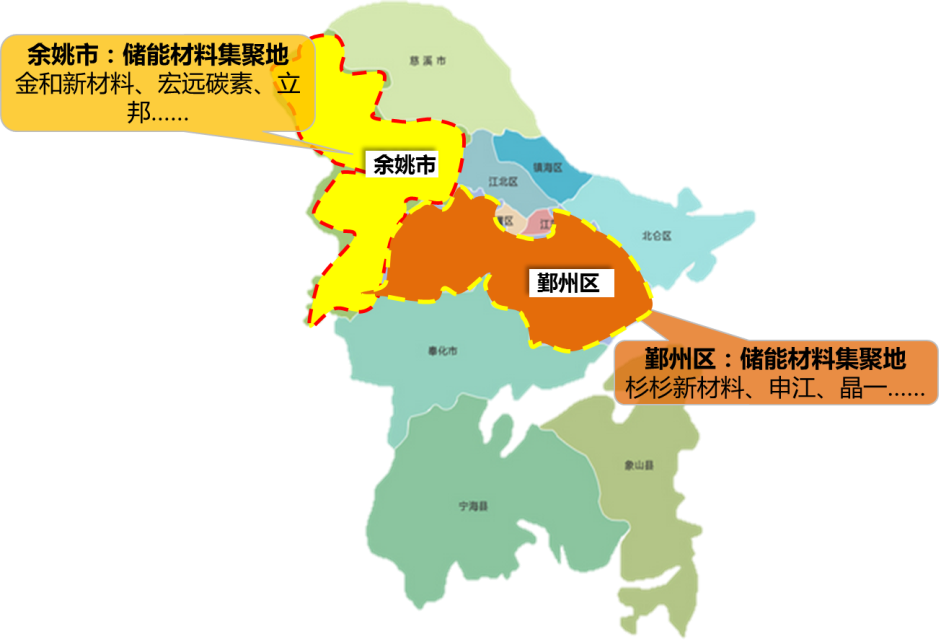 慈溪市
余姚市：储能材料集聚地
金和新材料、宏远碳素、立
邦......
余姚市
镇海区
江北区
区
江
北仑区
鄞州区
奉化市
鄞州区：储能材料集聚地
杉杉新材料、申江、晶一......
象山县
宁海县